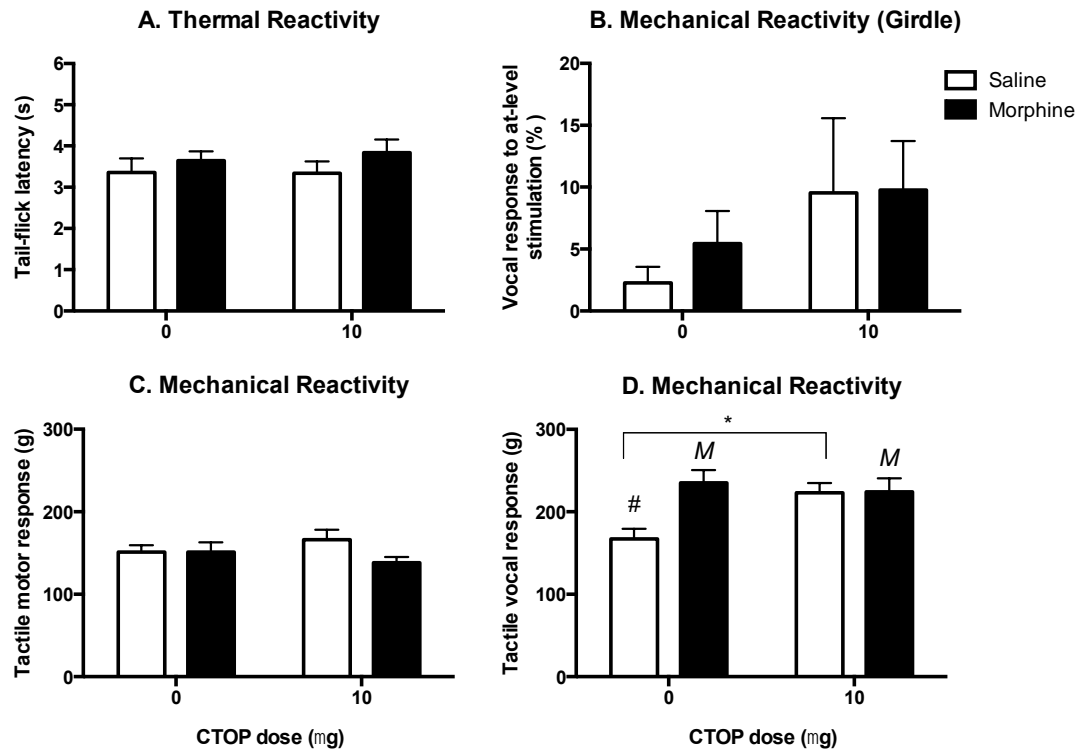 A. Thermal Reactivity
Tail-flick latency (s)
6
5
4
3
2
1
0
0
10
B. Mechanical Reactivity (Girdle)
Vocal response to at-level
stimulation (%)
20
15
10
5
0
0
10
Saline
Morphine
C. Mechanical Reactivity
Tactile motor response (g)
300
200
100
0
0
10
CTOP dose (mg)
D. Mechanical Reactivity
Tactile vocal response (g)
300
200
100
0
*
#
M
M
0
10
CTOP dose (mg)